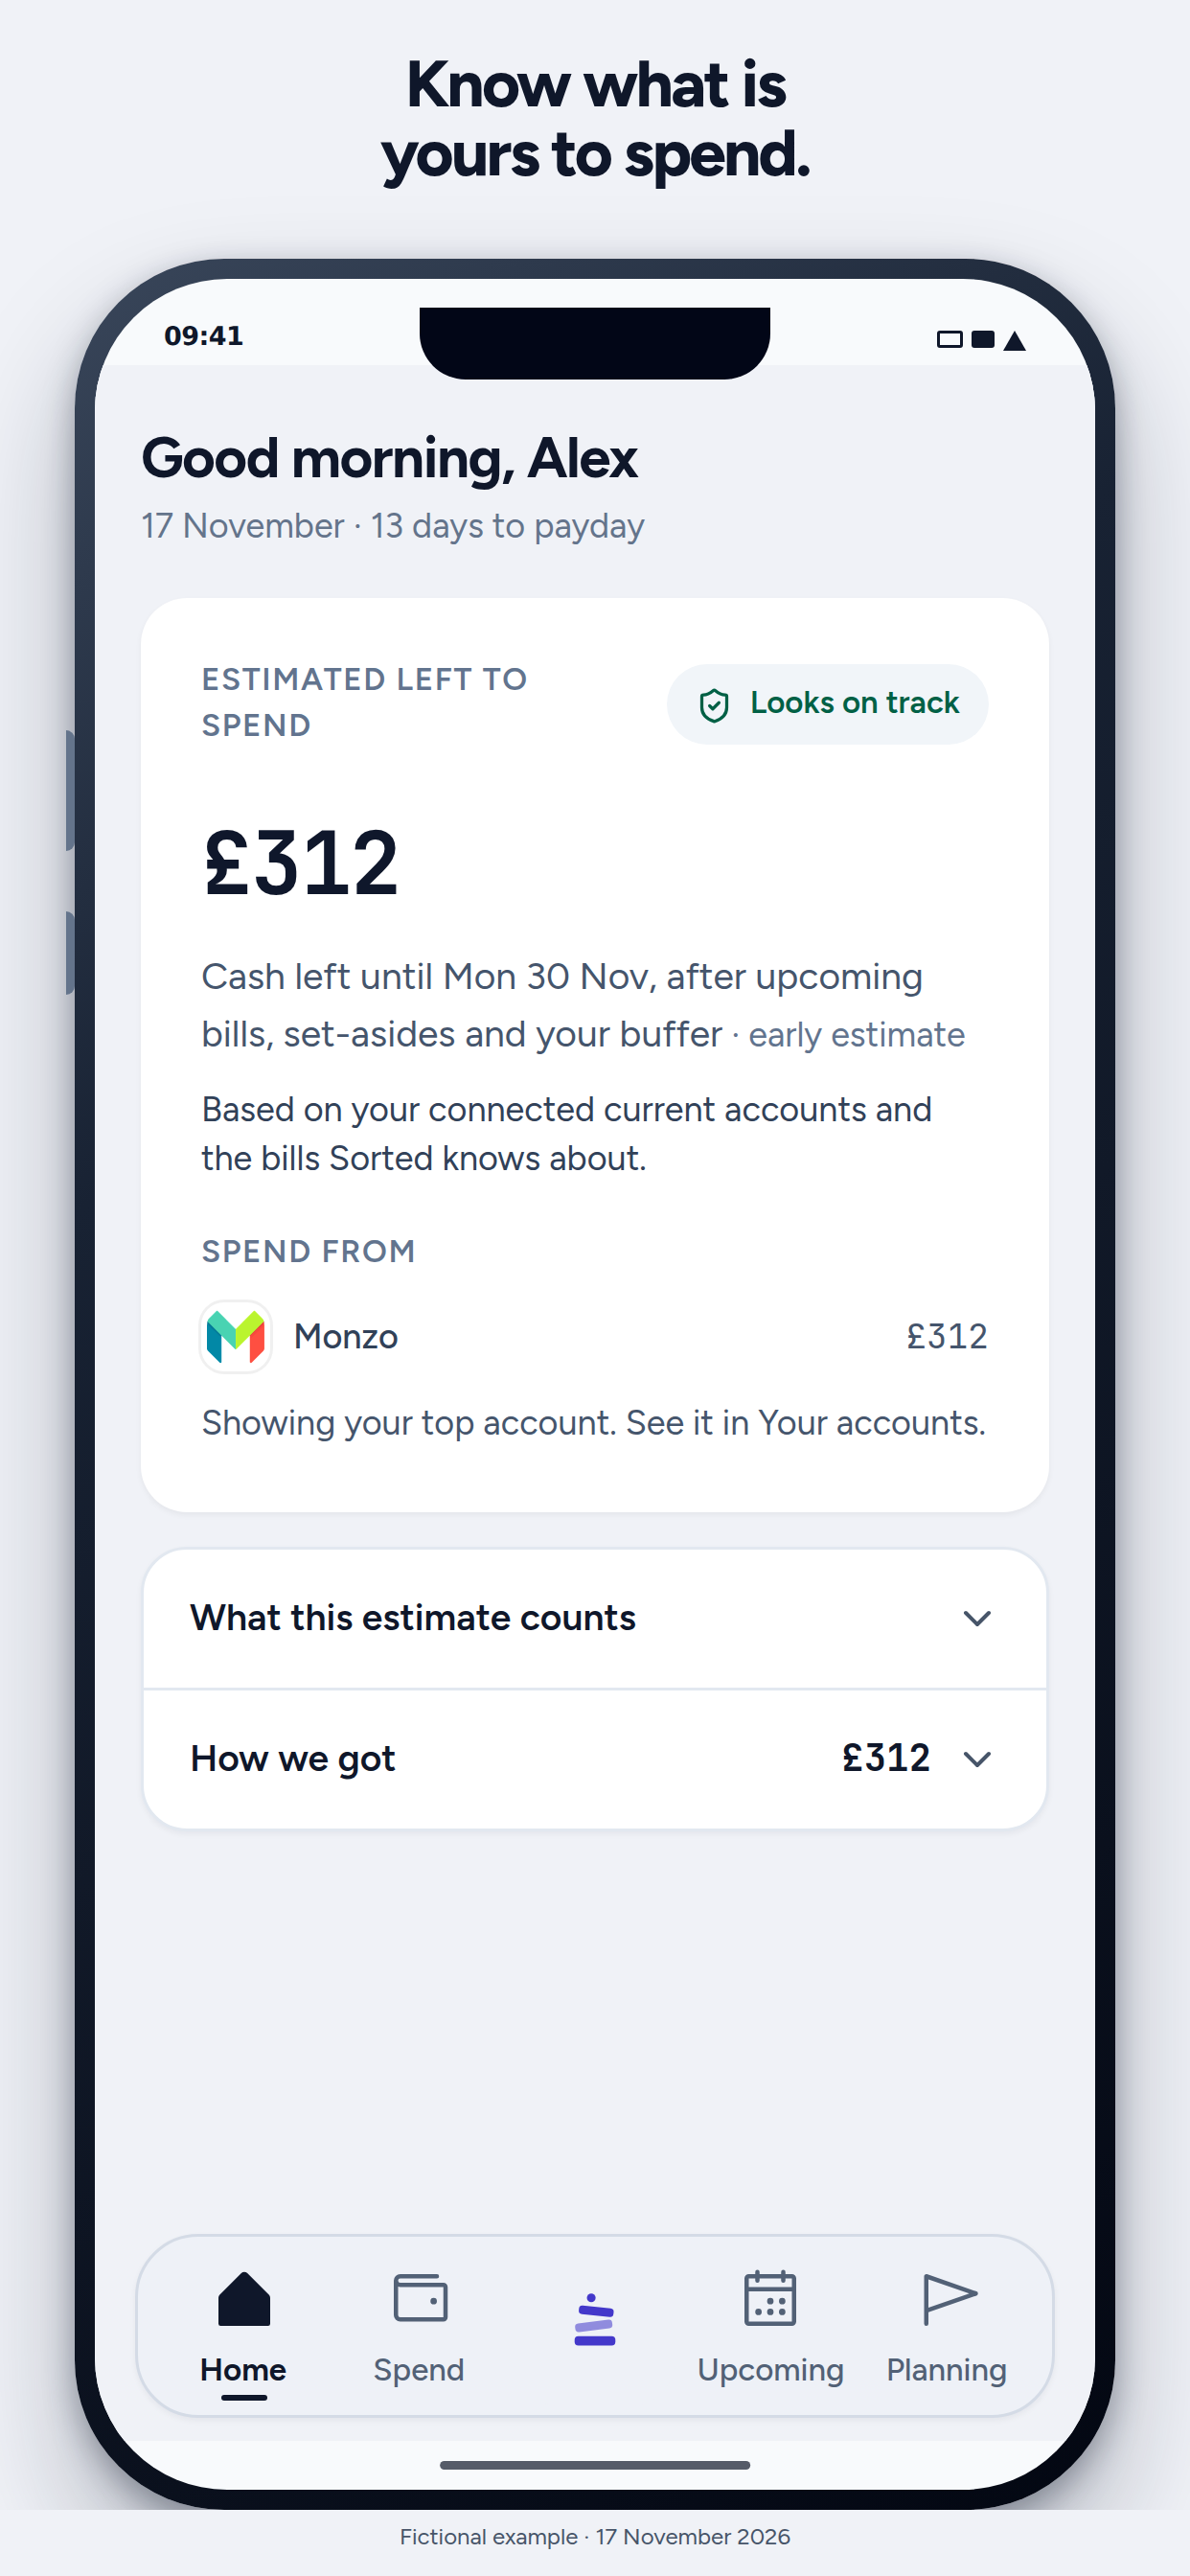 Know what is
yours to spend.
09:41
Good morning, Alex
17 November · 13 days to payday
ESTIMATED LEFT TO
SPEND
Looks on track
£312
Cash left until Mon 30 Nov, after upcoming
bills, set-asides and your buffer · early estimate
Based on your connected current accounts and
the bills Sorted knows about.
SPEND FROM
Monzo £312
Showing your top account. See it in Your accounts.
What this estimate counts
How we got £312
Home Spend Upcoming Planning
Fictional example · 17 November 2026